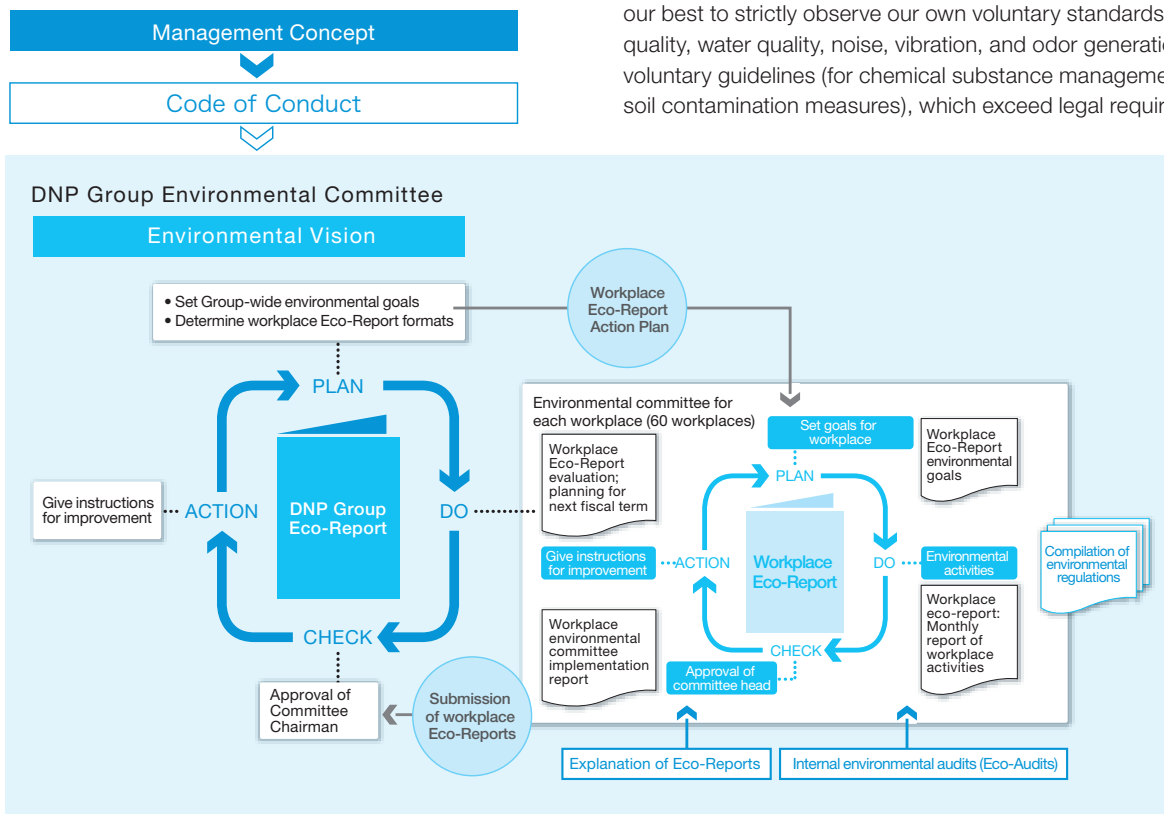 Management Concept
Code of Conduct
our best to strictly observe our own voluntary standards
quality, water quality, noise, vibration, and odor generatio
voluntary guidelines (for chemical substance manageme
soil contamination measures), which exceed legal requir
DNP Group Environmental Committee
Environmental Vision
• Set Group-wide environmental goals
• Determine workplace Eco-Report formats
Workplace
Eco-Report
Action Plan
PLAN
DO
CHECK
ACTION
DNP Group
Eco-Report
Give instructions
for improvement
Approval of
Committee
Chairman
Submission
of workplace
Eco-Reports
Environmental committee for
each workplace (60 workplaces)
Set goals for
workplace
Workplace
Eco-Report
evaluation;
planning for
next fiscal term
Workplace
Eco-Report
environmental
goals
PLAN
DO
CHECK
ACTION
Workplace
Eco-Report
Give instructions
for improvement
Environmental
activities
Compilation of
environmental
regulations
Workplace
environmental
committee
implementation
report
Approval of
committee head
Workplace
eco-report:
Monthly
report of
workplace
activities
Explanation of Eco-Reports
Internal environmental audits (Eco-Audits)